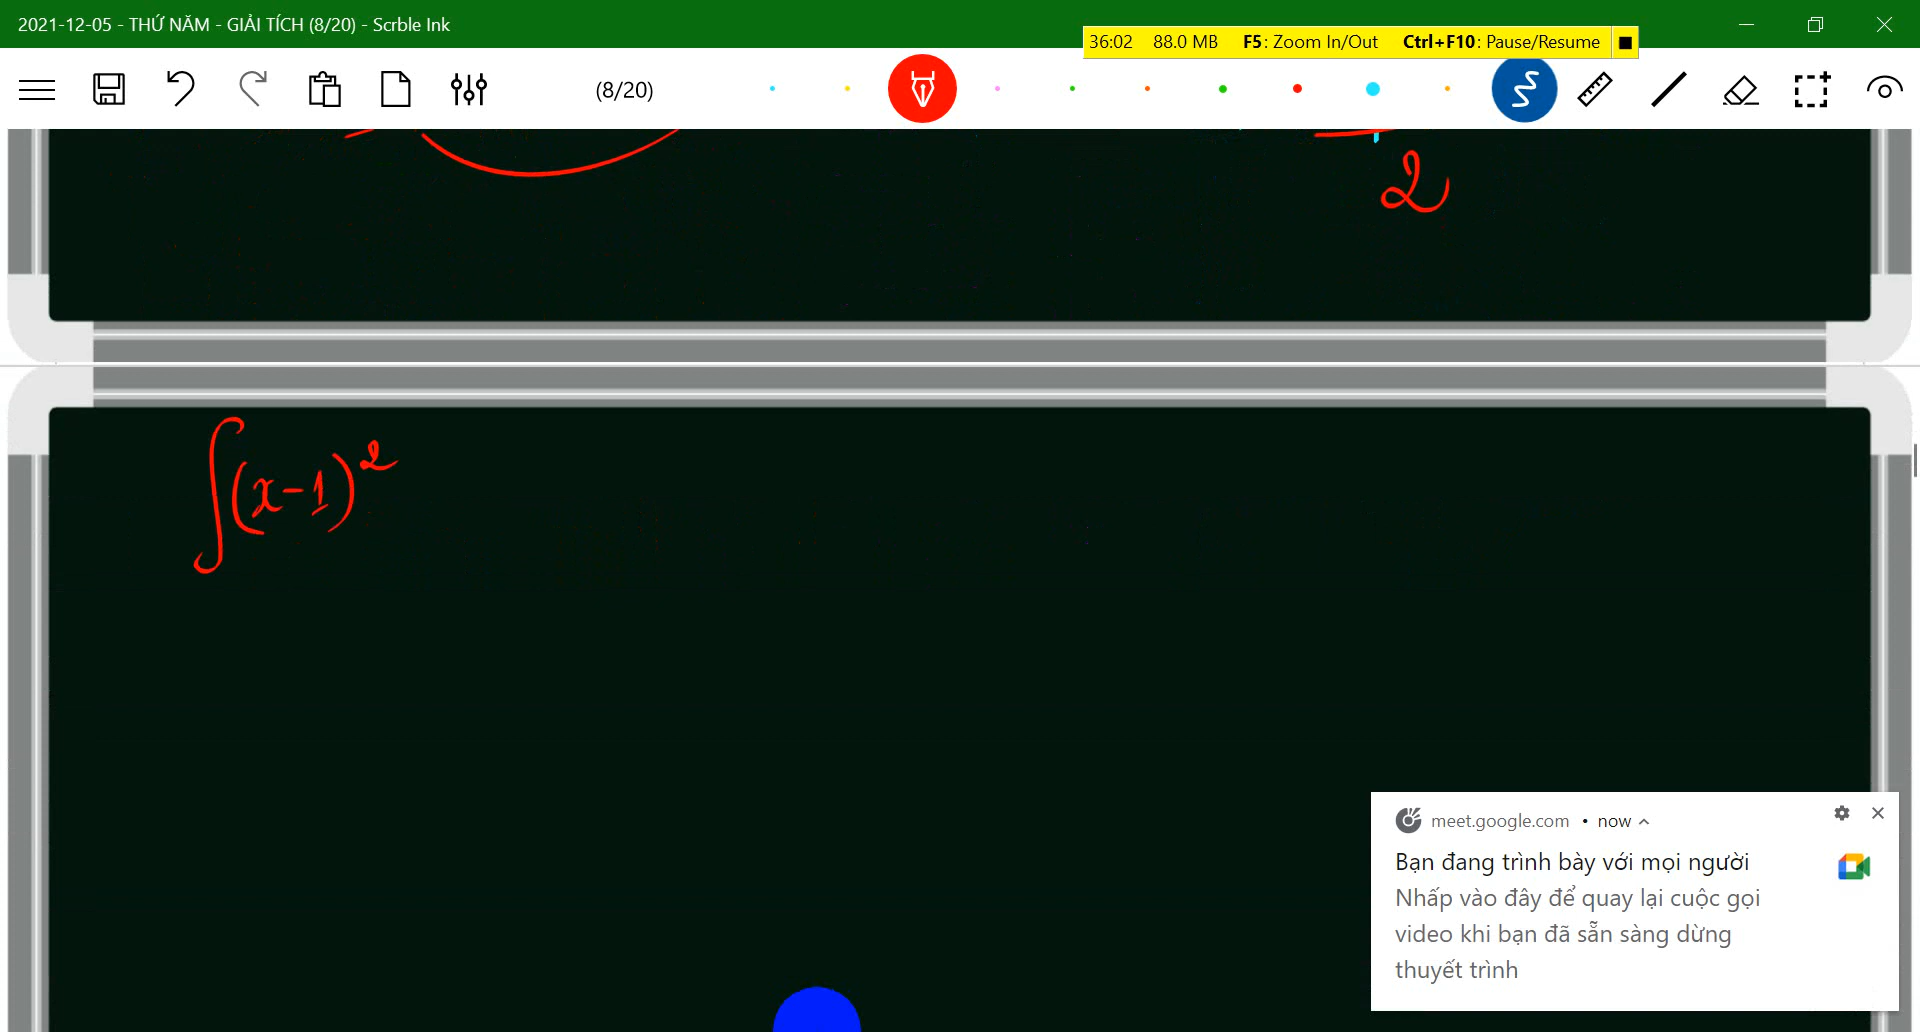 2021-12-05 - THỨ NĂM - GIẢI TÍCH (8/20) - Scrble Ink
36:02 88.0 MB F5: Zoom In/Out Ctrl+F10: Pause/Resume
(8/20)
2
∫(x-1)²
meet.google.com • now
Bạn đang trình bày với mọi người
Nhấp vào đây để quay lại cuộc gọi
video khi bạn đã sẵn sàng dừng
thuyết trình